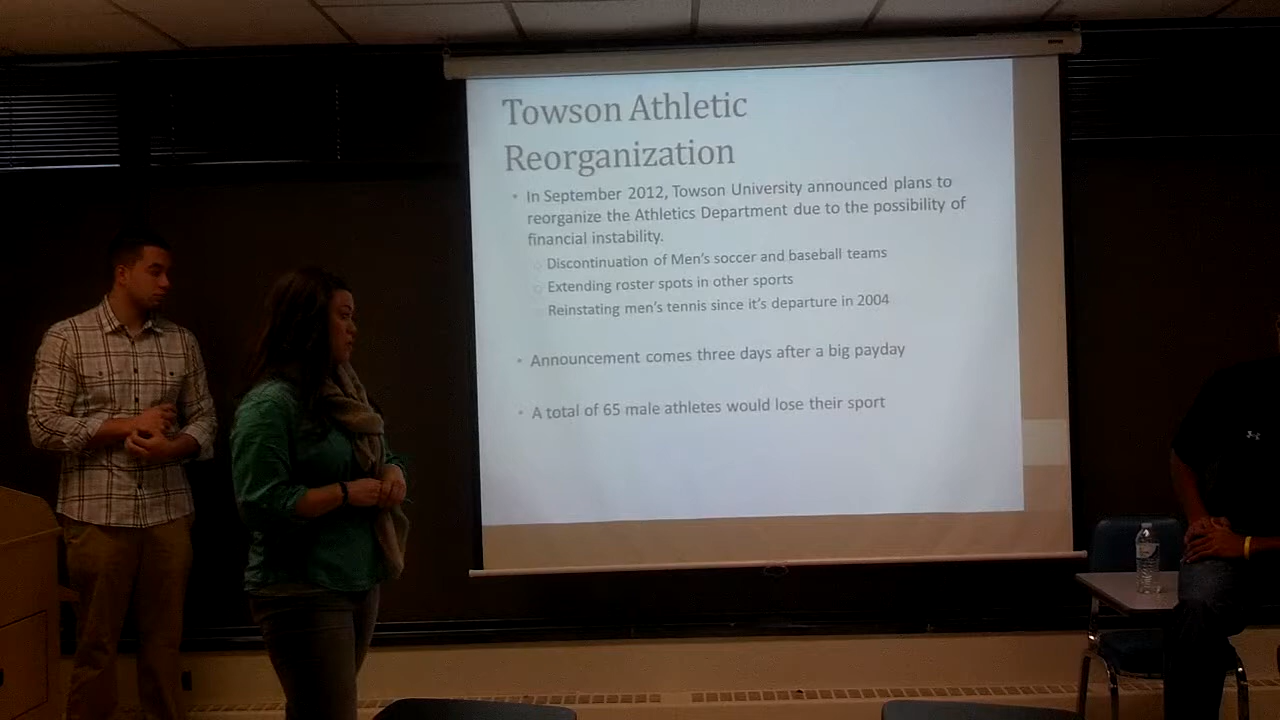 Towson Athletic
Reorganization
• In September 2012, Towson University announced plans to
reorganize the Athletics Department due to the possibility of
financial instability.
○ Discontinuation of Men's soccer and baseball teams
○ Extending roster spots in other sports
○ Reinstating men's tennis since it's departure in 2004
• Announcement comes three days after a big payday
• A total of 65 male athletes would lose their sport